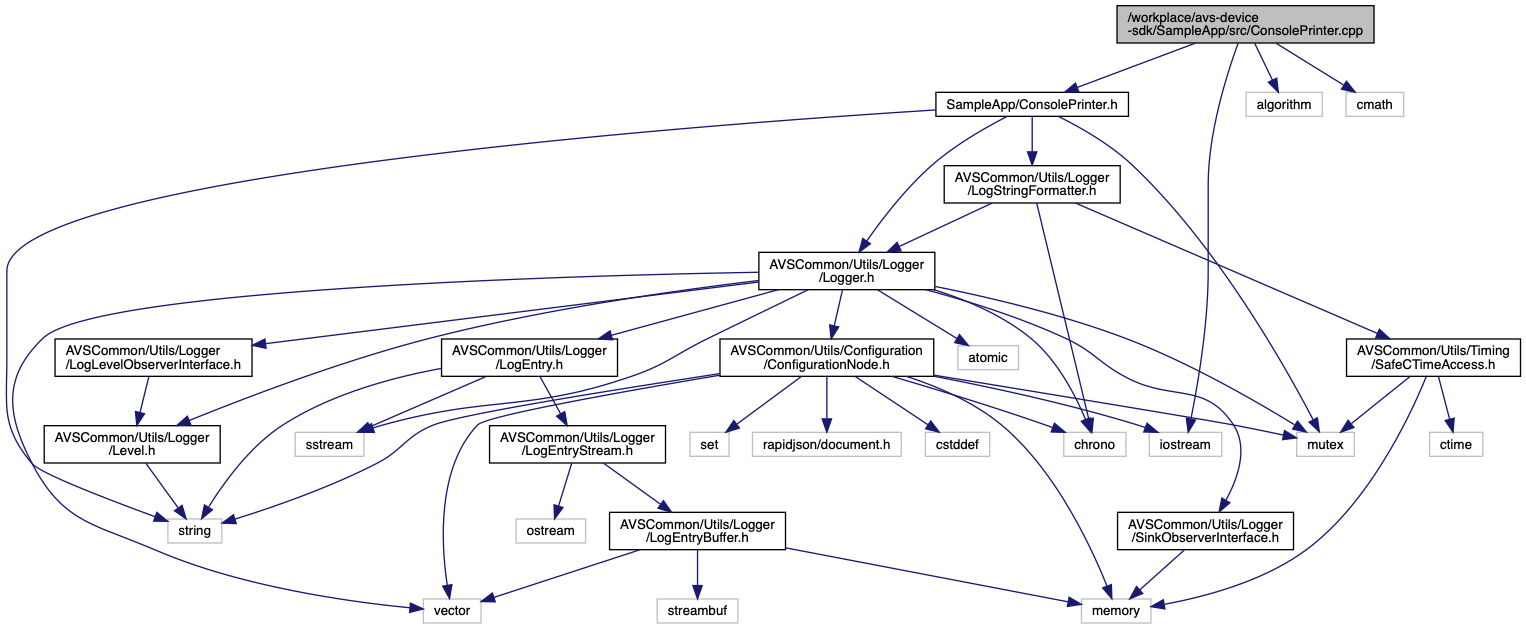 /workplace/avs-device
-sdk/SampleApp/src/ConsolePrinter.cpp
SampleApp/ConsolePrinter.h
algorithm
cmath
AVSCommon/Utils/Logger
/LogStringFormatter.h
AVSCommon/Utils/Logger
/Logger.h
AVSCommon/Utils/Logger
/LogLevelObserverInterface.h
AVSCommon/Utils/Logger
/LogEntry.h
AVSCommon/Utils/Configuration
/ConfigurationNode.h
atomic
AVSCommon/Utils/Timing
/SafeCTimeAccess.h
AVSCommon/Utils/Logger
/Level.h
sstream
AVSCommon/Utils/Logger
/LogEntryStream.h
set
rapidjson/document.h
cstddef
chrono
iostream
mutex
ctime
string
ostream
AVSCommon/Utils/Logger
/LogEntryBuffer.h
AVSCommon/Utils/Logger
/SinkObserverInterface.h
vector
streambuf
memory